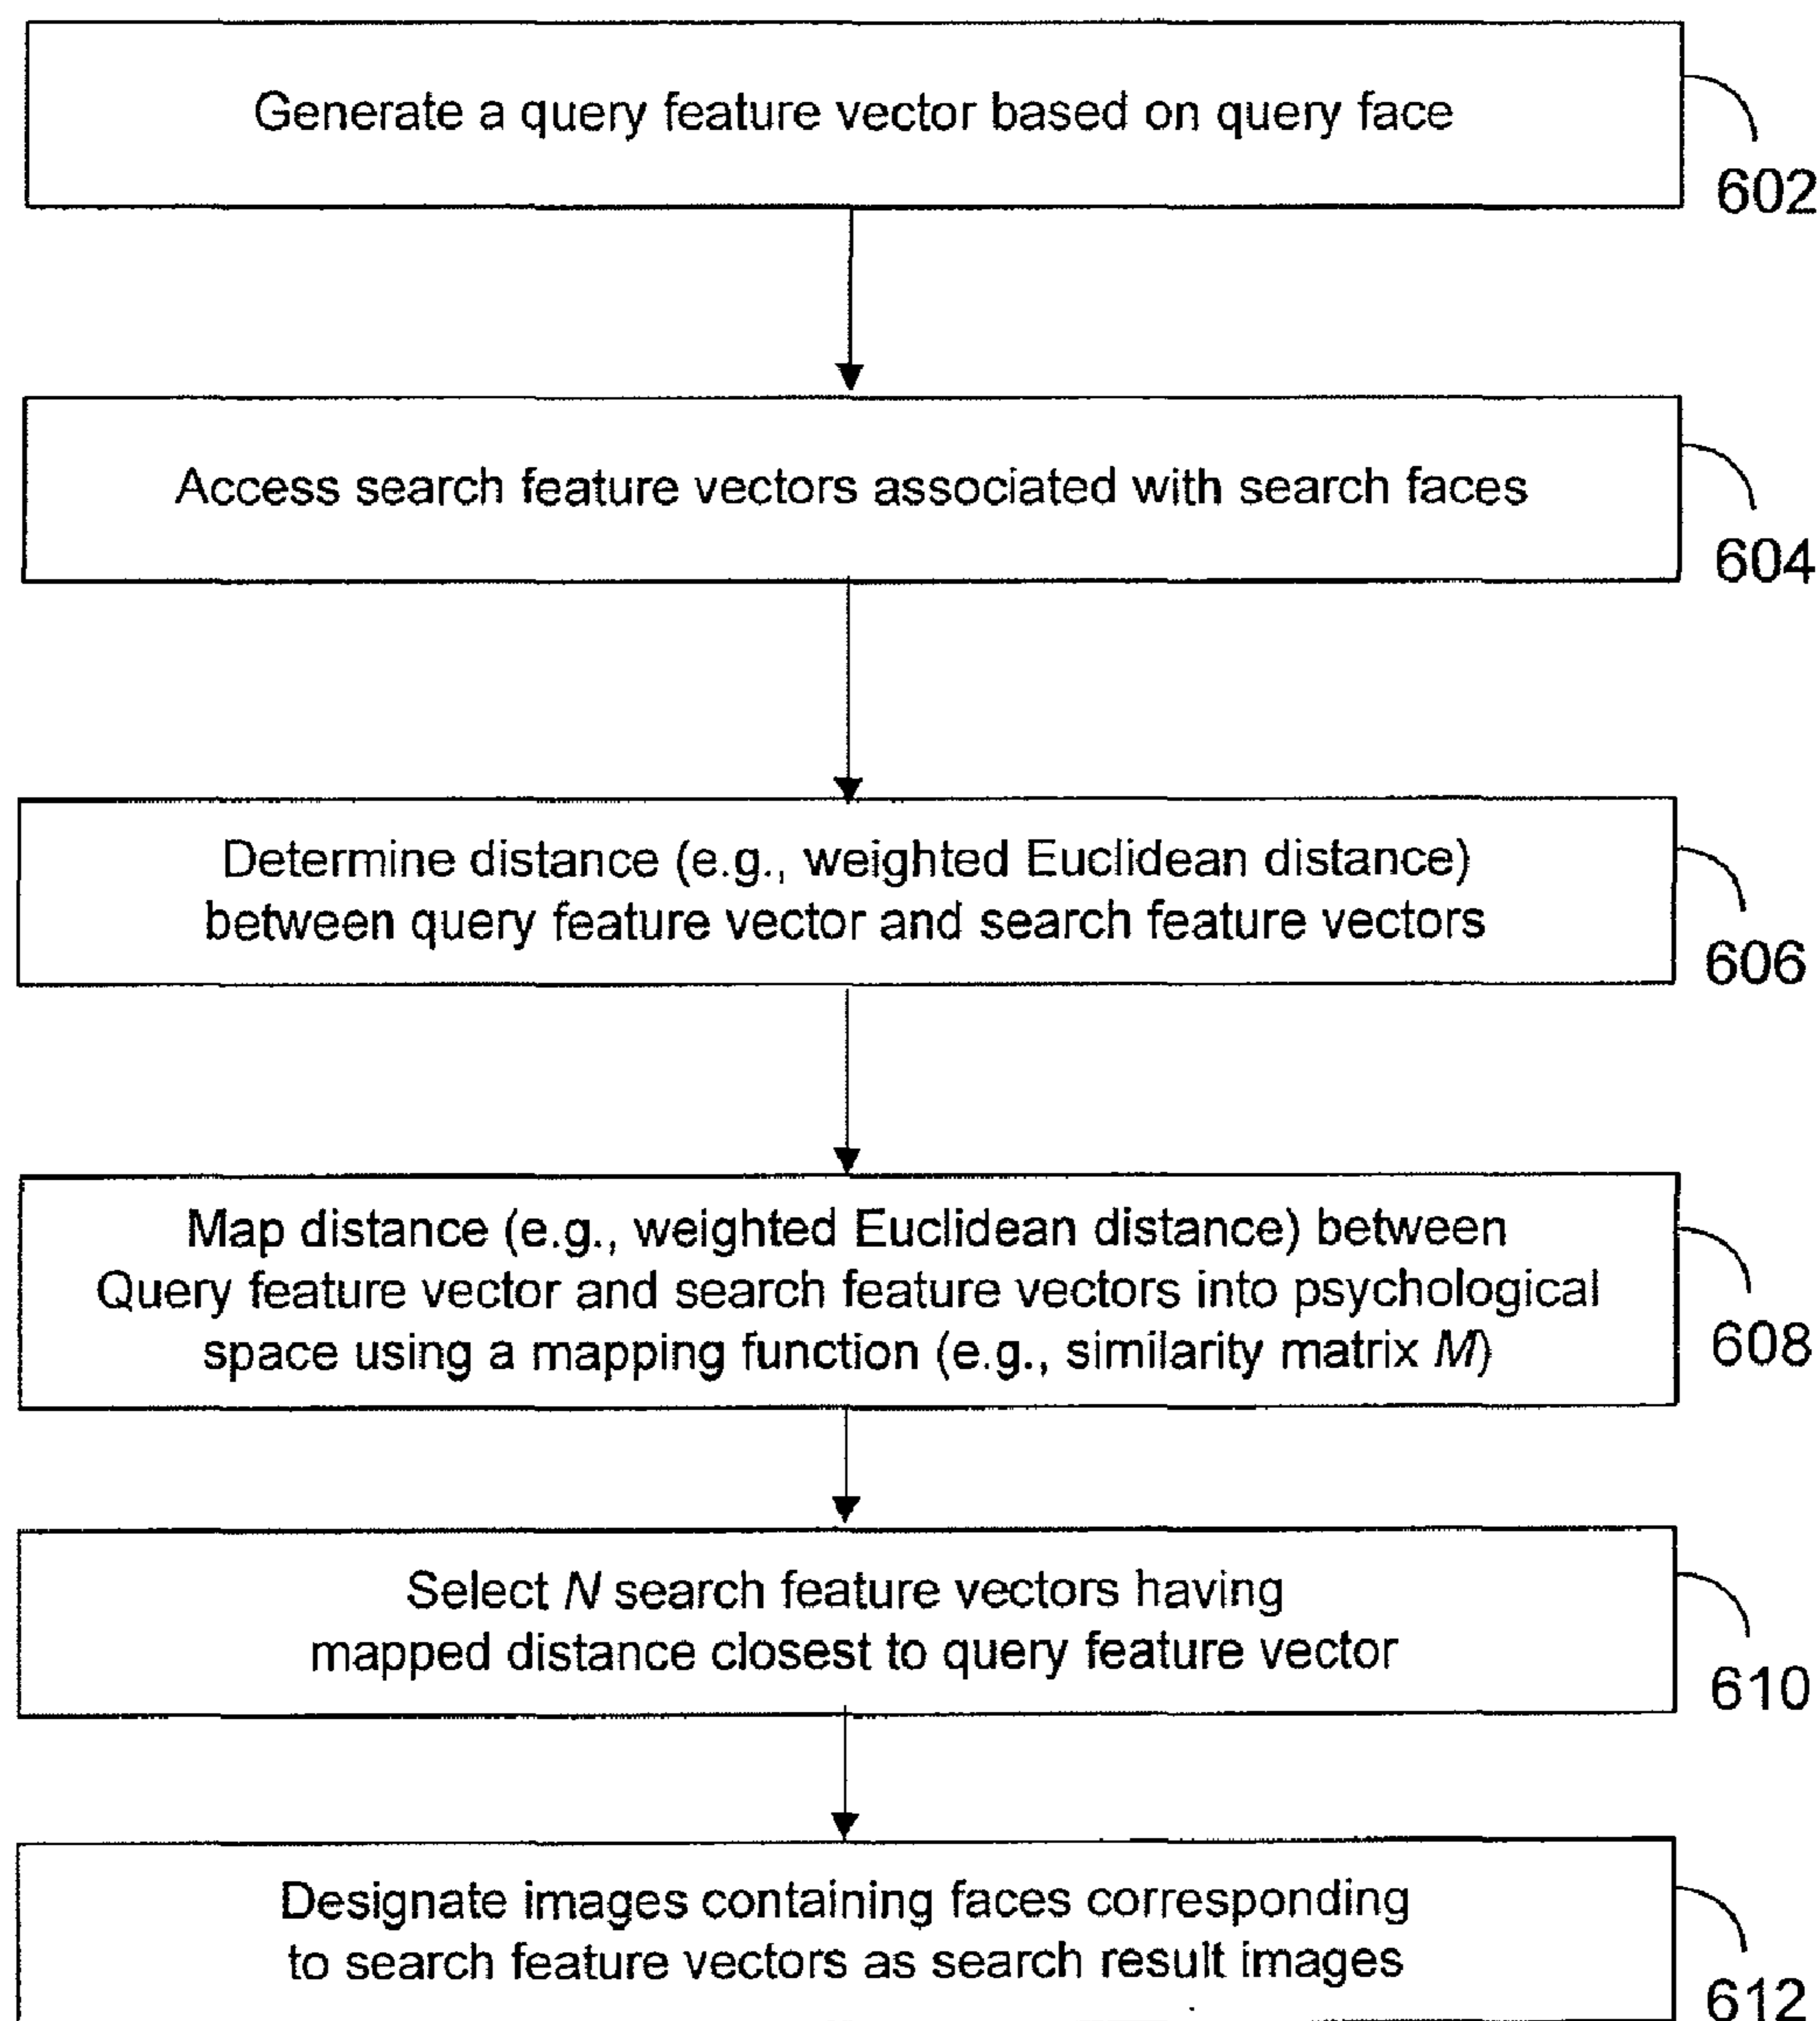 Generate a query feature vector based on query face
602
Access search feature vectors associated with search faces
604
Determine distance (e.g., weighted Euclidean distance)
between query feature vector and search feature vectors
606
Map distance (e.g., weighted Euclidean distance) between
Query feature vector and search feature vectors into psychological
space using a mapping function (e.g., similarity matrix M)
608
Select N search feature vectors having
mapped distance closest to query feature vector
610
Designate images containing faces corresponding
to search feature vectors as search result images
612